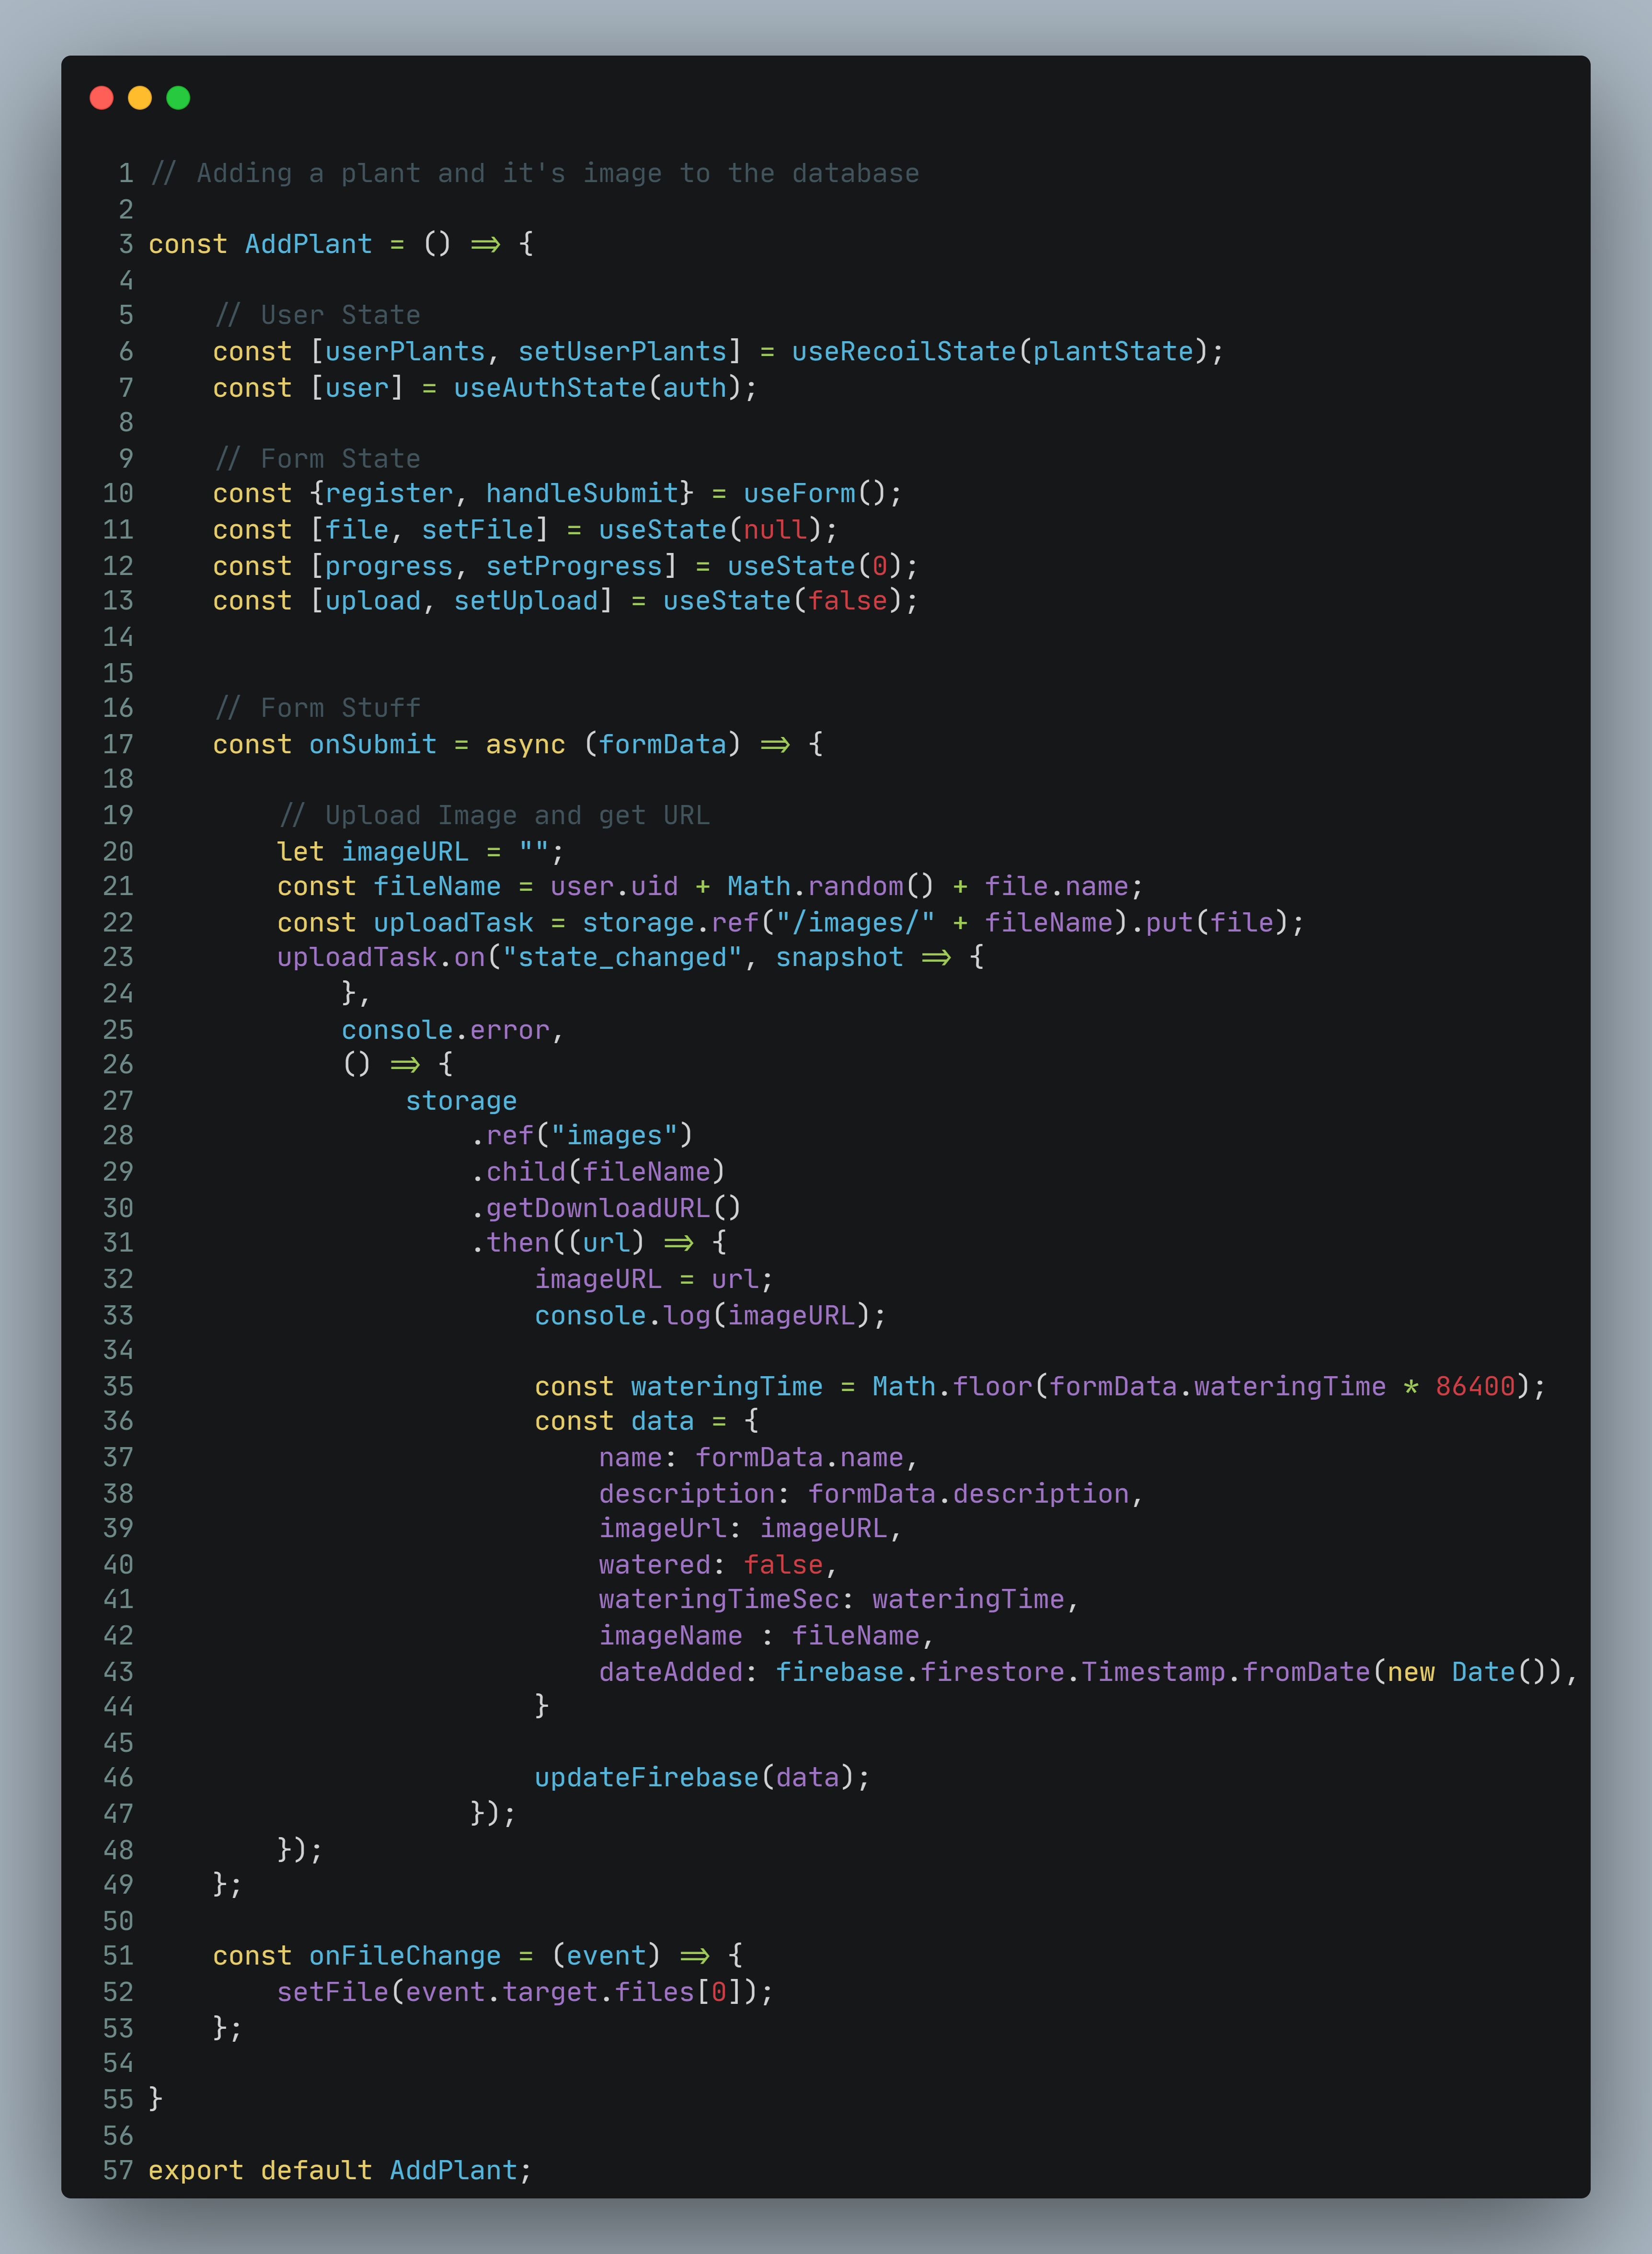 1 // Adding a plant and it's image to the database
2
3 const AddPlant = () => {
4
5     // User State
6     const [userPlants, setUserPlants] = useRecoilState(plantState);
7     const [user] = useAuthState(auth);
8
9     // Form State
10     const {register, handleSubmit} = useForm();
11     const [file, setFile] = useState(null);
12     const [progress, setProgress] = useState(0);
13     const [upload, setUpload] = useState(false);
14
15
16     // Form Stuff
17     const onSubmit = async (formData) => {
18
19         // Upload Image and get URL
20         let imageURL = "";
21         const fileName = user.uid + Math.random() + file.name;
22         const uploadTask = storage.ref("/images/" + fileName).put(file);
23         uploadTask.on("state_changed", snapshot => {
24             },
25             console.error,
26             () => {
27                 storage
28                     .ref("images")
29                     .child(fileName)
30                     .getDownloadURL()
31                     .then((url) => {
32                         imageURL = url;
33                         console.log(imageURL);
34
35                         const wateringTime = Math.floor(formData.wateringTime * 86400);
36                         const data = {
37                             name: formData.name,
38                             description: formData.description,
39                             imageUrl: imageURL,
40                             watered: false,
41                             wateringTimeSec: wateringTime,
42                             imageName : fileName,
43                             dateAdded: firebase.firestore.Timestamp.fromDate(new Date()),
44                         }
45
46                         updateFirebase(data);
47                     });
48         });
49     };
50
51     const onFileChange = (event) => {
52         setFile(event.target.files[0]);
53     };
54
55 }
56
57 export default AddPlant;